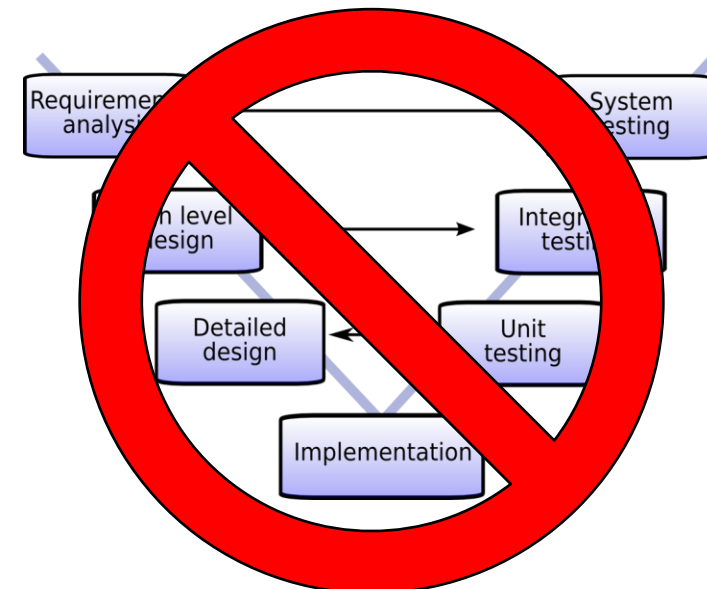 Requiremen
analysi
System
esting
h level
esign
Integr
testi
Detailed
design
Unit
testing
Implementation